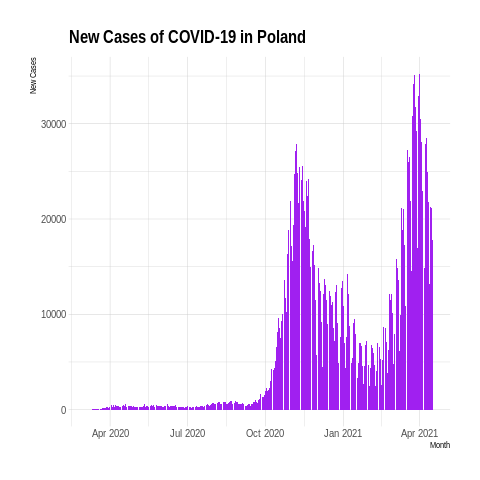 New Cases of COVID-19 in Poland
New Cases
30000
20000
10000
0
Apr 2020 Jul 2020 Oct 2020 Jan 2021 Apr 2021
Month